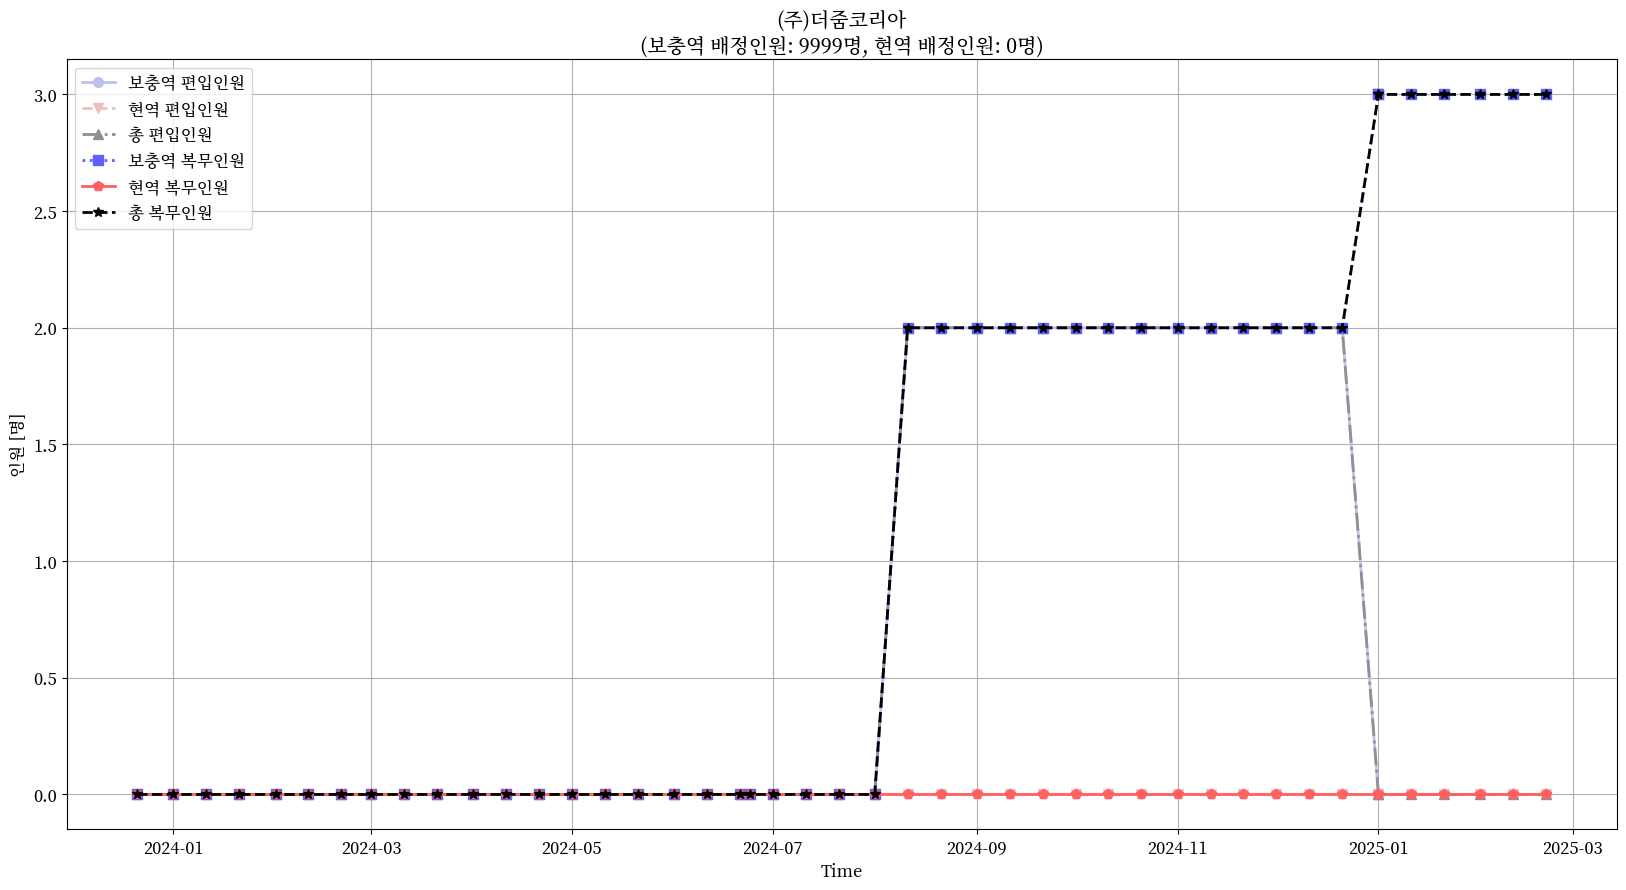 (주)더줌코리아
(보충역 배정인원: 9999명, 현역 배정인원: 0명)
보충역 편입인원
현역 편입인원
총 편입인원
보충역 복무인원
현역 복무인원
총 복무인원
인원 [명]
3.0
2.5
2.0
1.5
1.0
0.5
0.0
2024-01 2024-03 2024-05 2024-07 2024-09 2024-11 2025-01 2025-03
Time